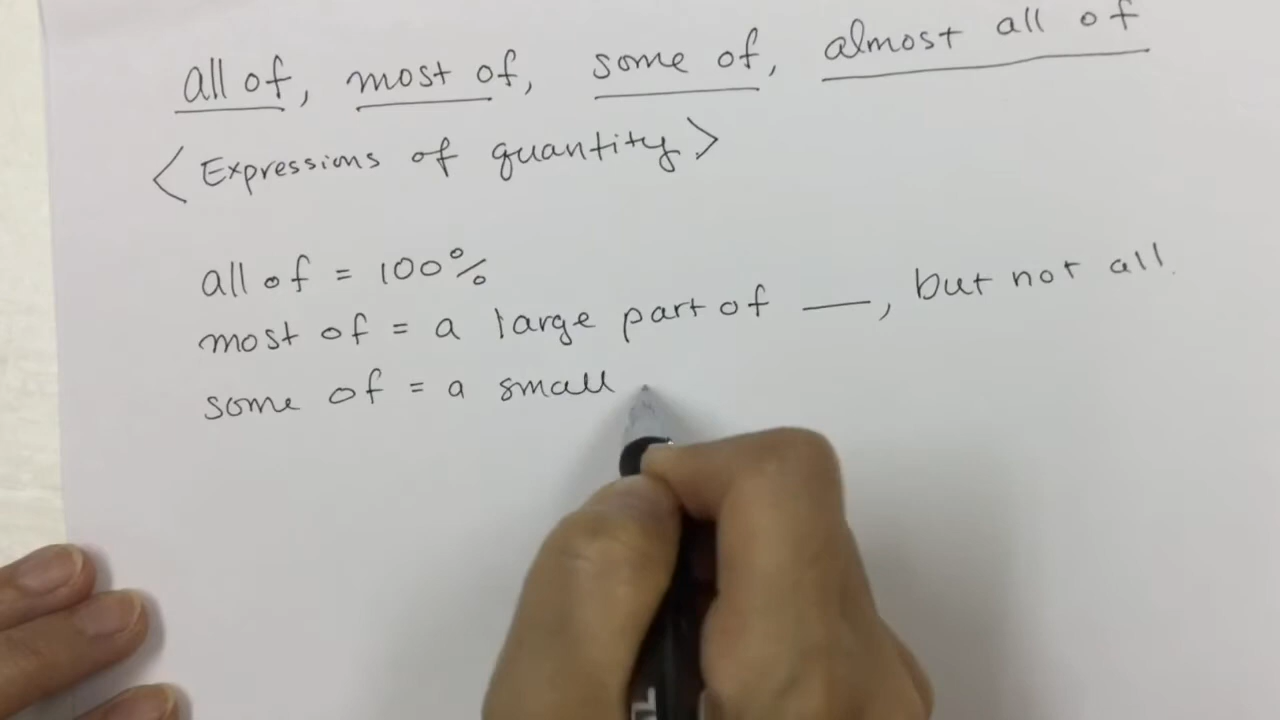 all of, most of, some of, almost all of
<Expressions of quantity>
all of = 100%
most of = a large part of ___, but not all.
some of = a small